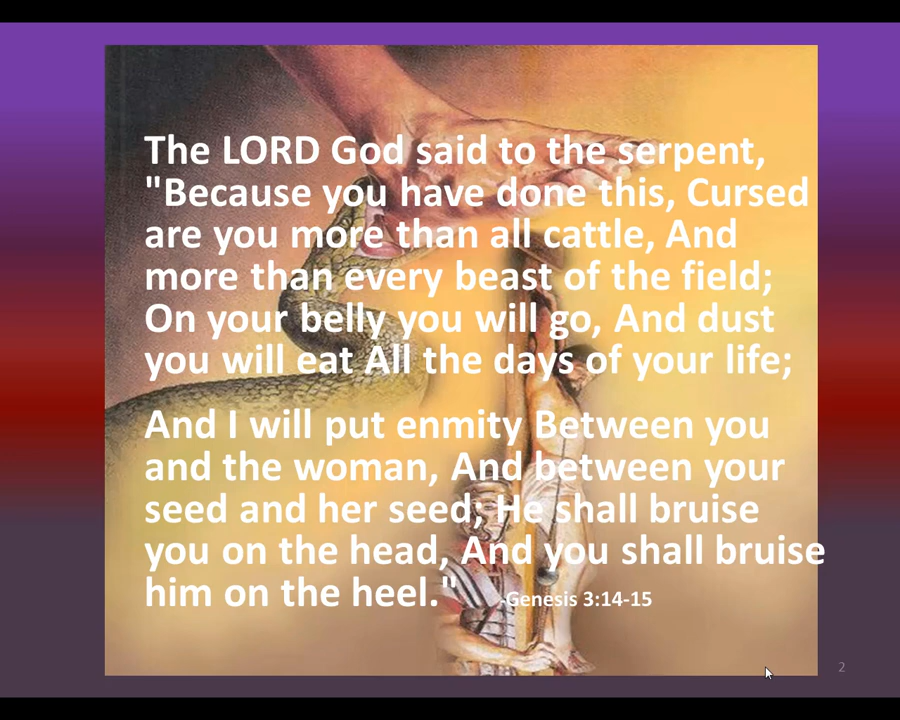 The LORD God said to the serpent,
"Because you have done this, Cursed
are you more than all cattle, And
more than every beast of the field;
On your belly you will go, And dust
you will eat All the days of your life;
And I will put enmity Between you
and the woman, And between your
seed and her seed; He shall bruise
you on the head, And you shall bruise
him on the heel." -Genesis 3:14-15
2